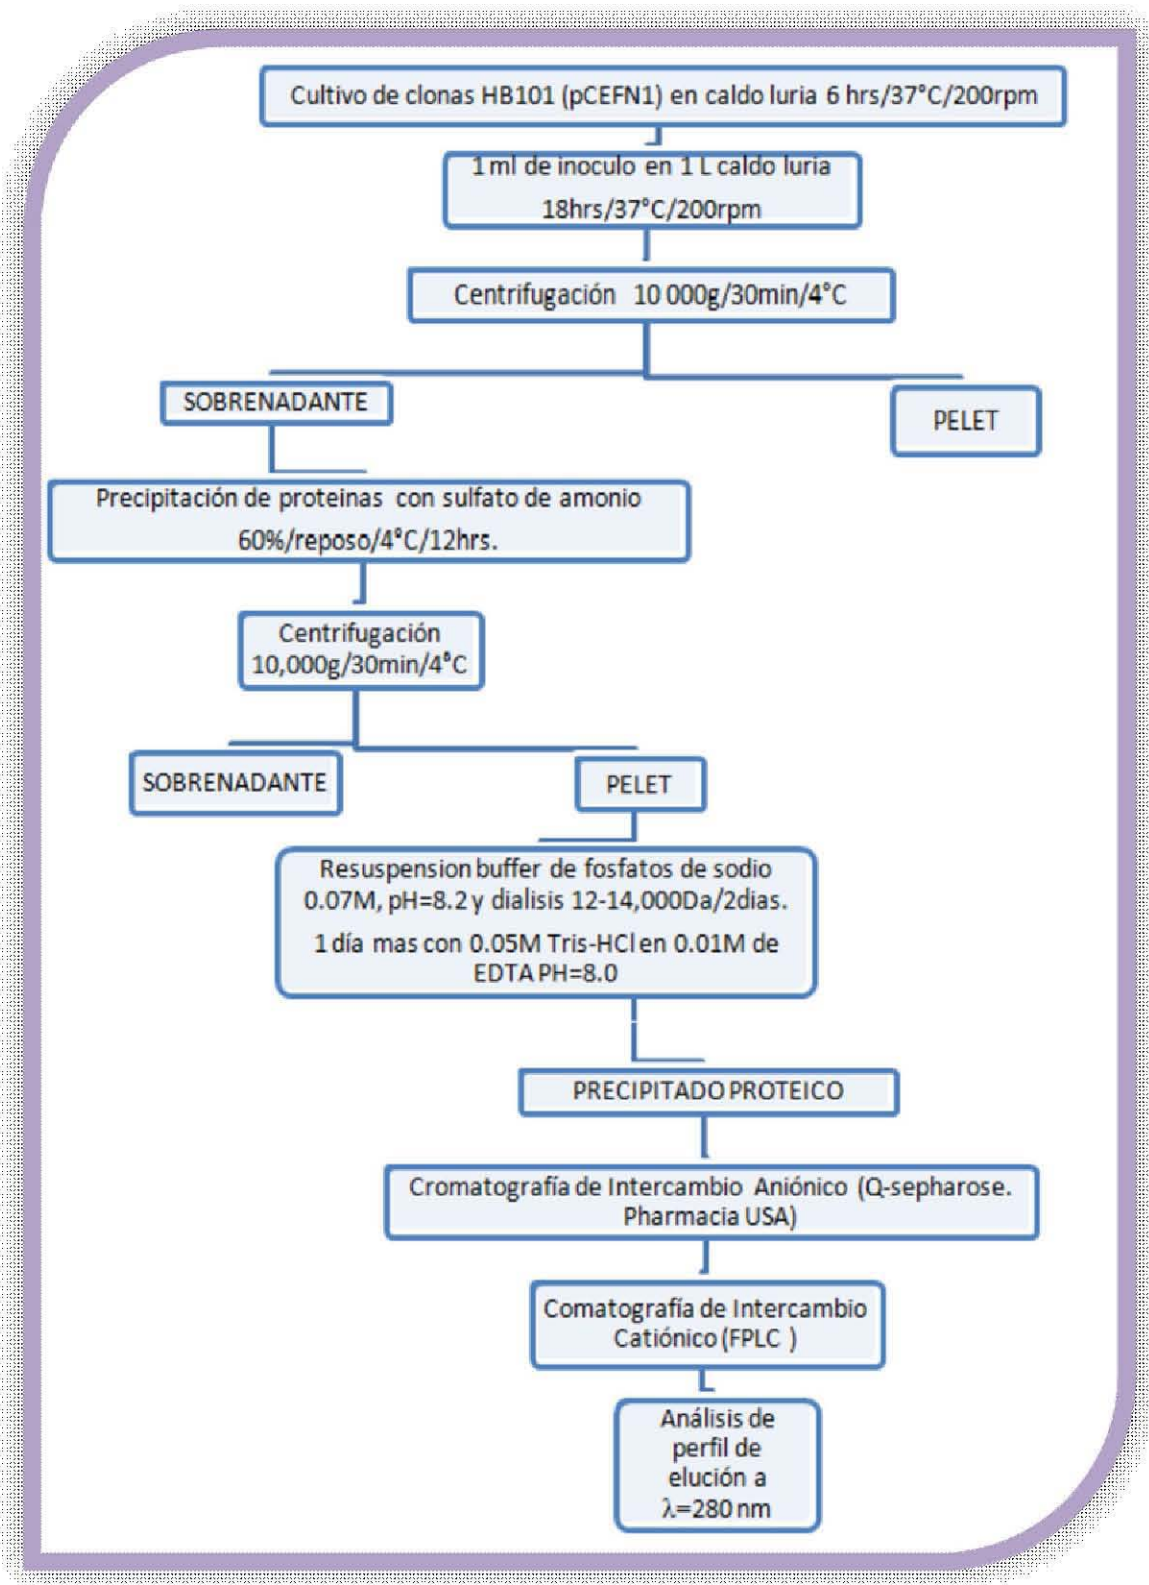 Cultivo de clonas HB101 (pCEFN1) en caldo luria 6 hrs/37°C/200rpm
1 ml de inoculo en 1 L caldo luria
18hrs/37°C/200rpm
Centrifugación 10 000g/30min/4°C
SOBRENADANTE
PELET
Precipitación de proteinas con sulfato de amonio
60%/reposo/4°C/12hrs.
Centrifugación
10,000g/30min/4°C
SOBRENADANTE
PELET
Resuspension buffer de fosfatos de sodio
0.07M, pH=8.2 y dialisis 12-14,000Da/2dias.
1 día mas con 0.05M Tris-HCl en 0.01M de
EDTA PH=8.0
PRECIPITADO PROTEICO
Cromatografía de Intercambio Aniónico (Q-sepharose.
Pharmacia USA)
Comatografía de Intercambio
Catiónico (FPLC )
Análisis de
perfil de
elución a
λ=280 nm